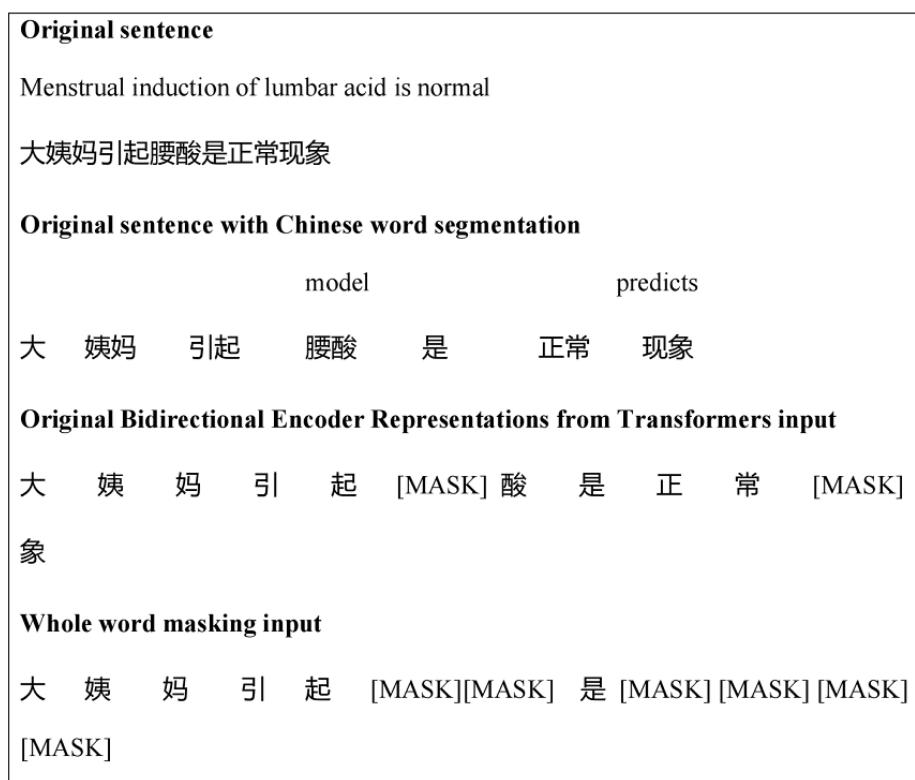 Original sentence
Menstrual induction of lumbar acid is normal
大姨妈引起腰酸是正常现象
Original sentence with Chinese word segmentation
model predicts
大 姨妈 引起 腰酸 是 正常 现象
Original Bidirectional Encoder Representations from Transformers input
大 姨 妈 引 起 [MASK] 酸 是 正 常 [MASK]
象
Whole word masking input
大 姨 妈 引 起 [MASK][MASK] 是 [MASK] [MASK] [MASK]
[MASK]